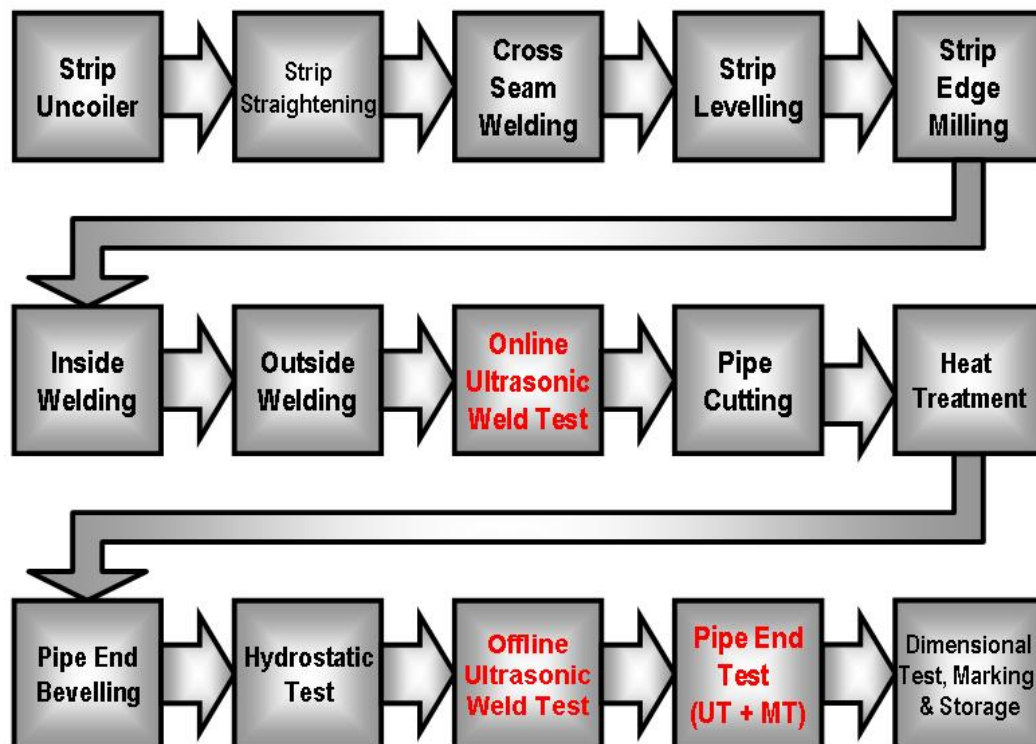 Strip
Uncoiler
Strip
Straightening
Cross
Seam
Welding
Strip
Levelling
Strip
Edge
Milling
Inside
Welding
Outside
Welding
Online
Ultrasonic
Weld Test
Pipe
Cutting
Heat
Treatment
Pipe End
Bevelling
Hydrostatic
Test
Offline
Ultrasonic
Weld Test
Pipe End
Test
(UT + MT)
Dimensional
Test, Marking
& Storage